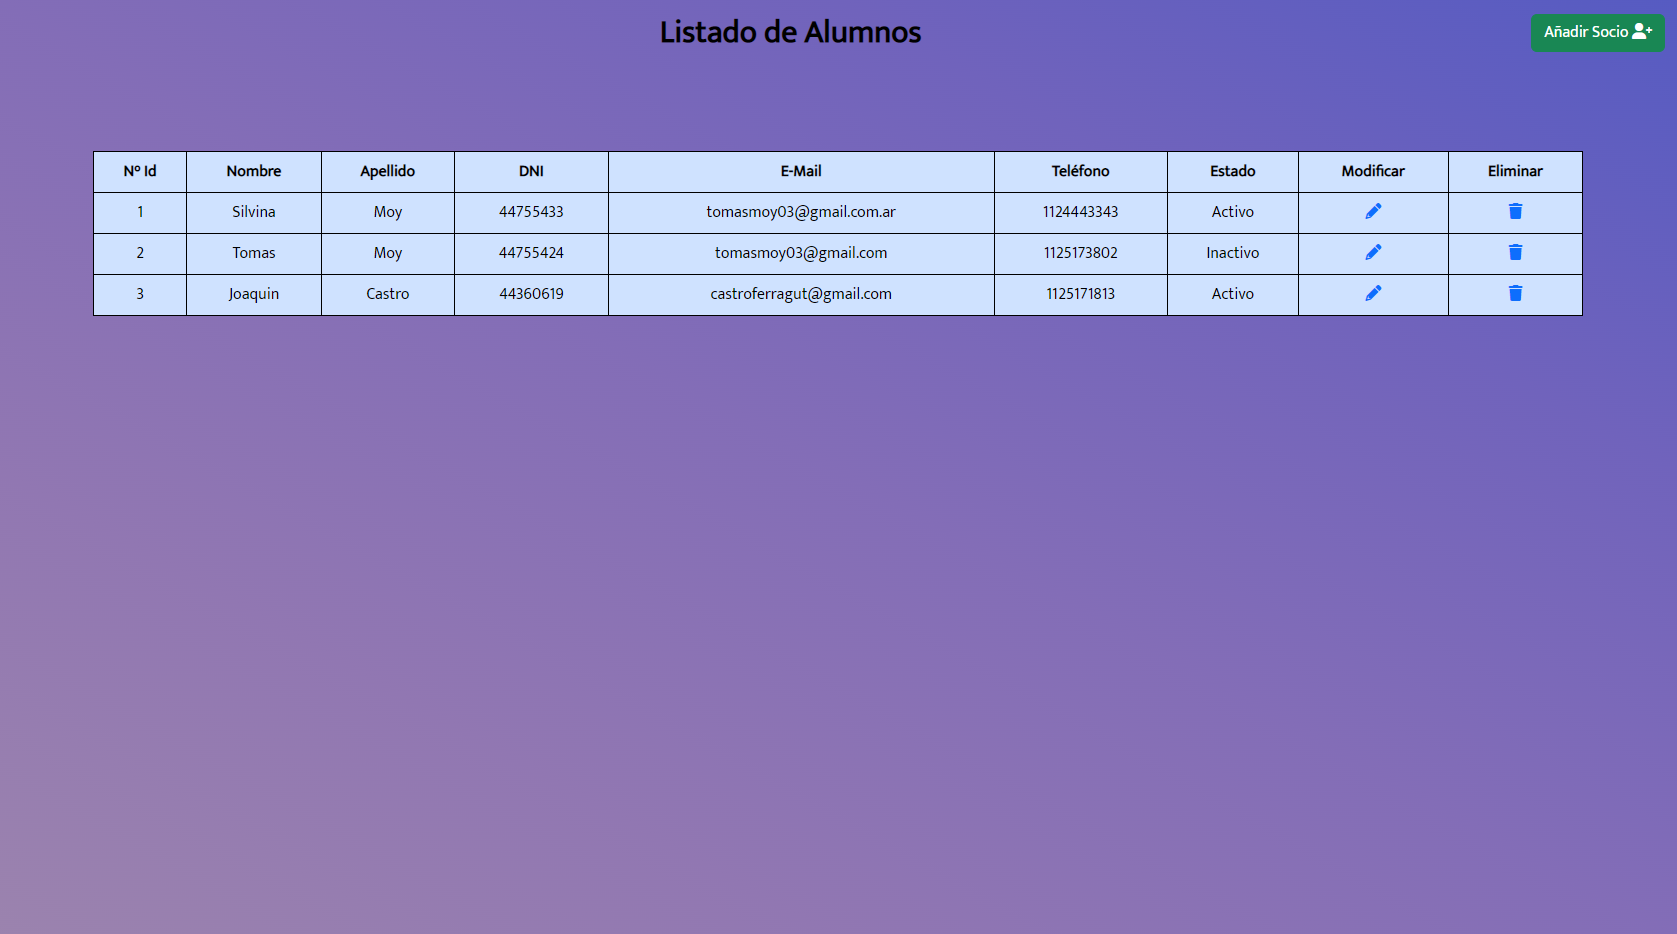 Listado de Alumnos
Añadir Socio
Nº Id Nombre Apellido DNI E-Mail Teléfono Estado Modificar Eliminar
1 Silvina Moy 44755433 tomasmoy03@gmail.com.ar 1124443343 Activo
2 Tomas Moy 44755424 tomasmoy03@gmail.com 1125173802 Inactivo
3 Joaquin Castro 44360619 castroferragut@gmail.com 1125171813 Activo